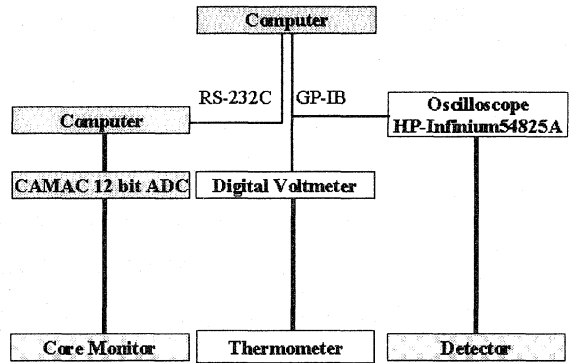 Computer
RS-232C GP-IB
Computer
Oscilloscope
HP-Infinium54825A
CAMAC 12 bit ADC
Digital Voltmeter
Core Monitor
Thermometer
Detector